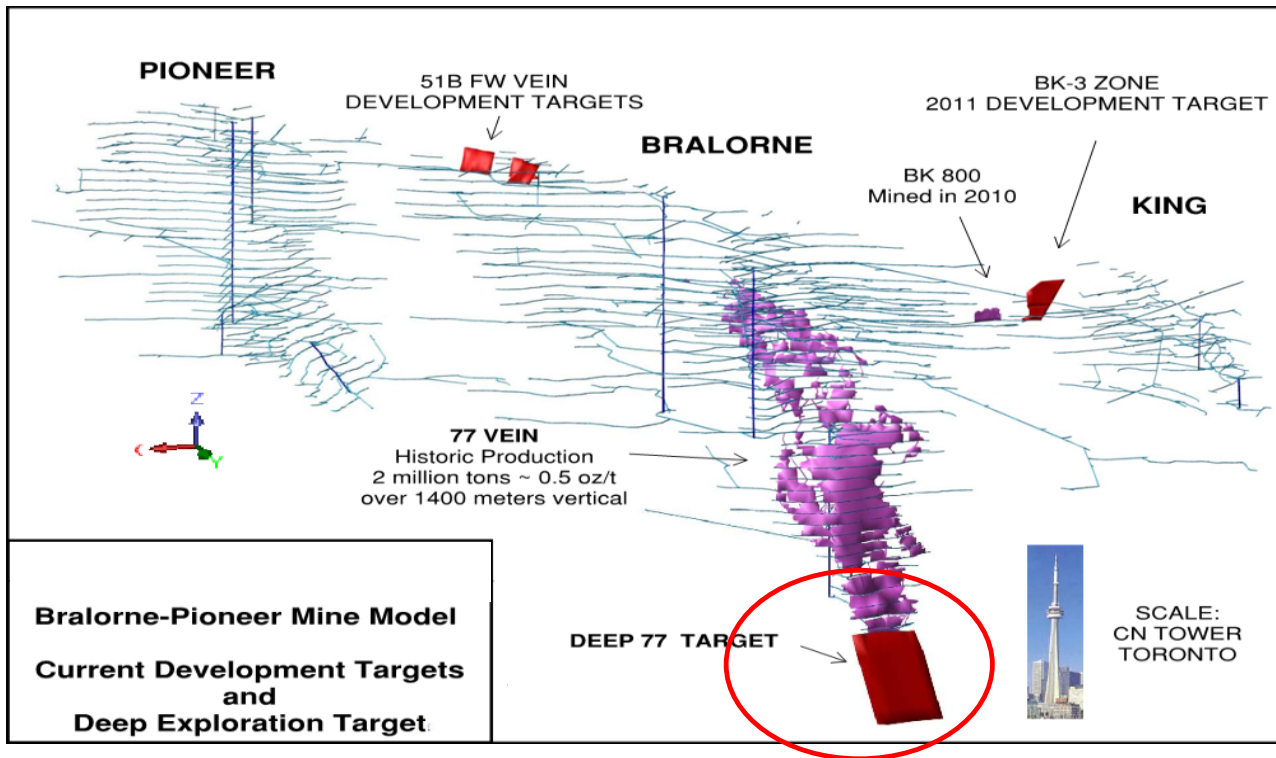 PIONEER
51B FW VEIN
DEVELOPMENT TARGETS
BRALORNE
BK-3 ZONE
2011 DEVELOPMENT TARGET
BK 800
Mined in 2010
KING
Z
Y
77 VEIN
Historic Production
2 million tons ~ 0.5 oz/t
over 1400 meters vertical
DEEP 77 TARGET
SCALE:
CN TOWER
TORONTO
Bralorne-Pioneer Mine Model
Current Development Targets
and
Deep Exploration Target